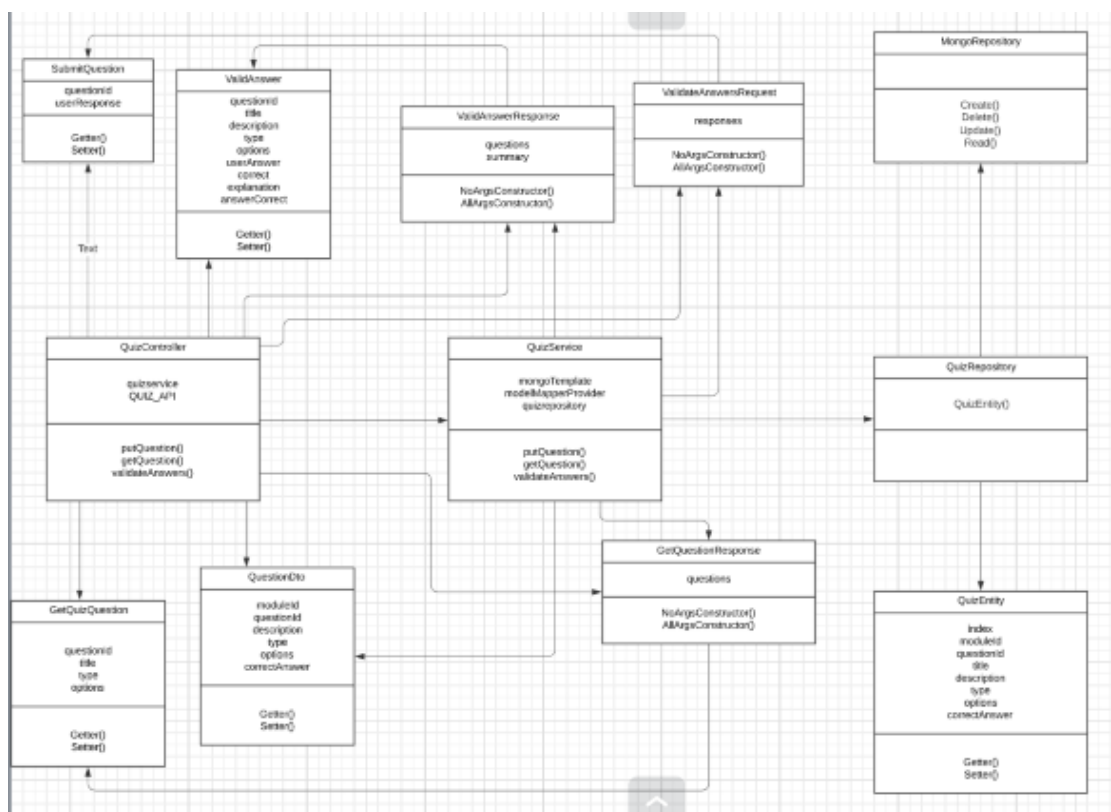 SubmitQuestion
questionId
userResponse
Getter()
Setter()
ValidAnswer
questionId
title
description
type
options
userAnswer
correct
explanation
answerCorrect
Getter()
Setter()
ValidAnswerResponse
questions
summary
NoArgsConstructor()
AllArgsConstructor()
ValidateAnswersRequest
responses
NoArgsConstructor()
AllArgsConstructor()
MongoRepository
Create()
Delete()
Update()
Read()
Text
QuizController
quizservice
QUIZ_API
putQuestion()
getQuestion()
validateAnswers()
QuizService
mongoTemplate
modelMapperProvider
quizrepository
putQuestion()
getQuestion()
validateAnswers()
QuizRepository
QuizEntity()
GetQuizQuestion
questionId
title
type
options
Getter()
Setter()
QuestionDto
moduleId
questionId
description
type
options
correctAnswer
Getter()
Setter()
GetQuestionResponse
questions
NoArgsConstructor()
AllArgsConstructor()
QuizEntity
index
moduleId
questionId
title
description
type
options
correctAnswer
Getter()
Setter()